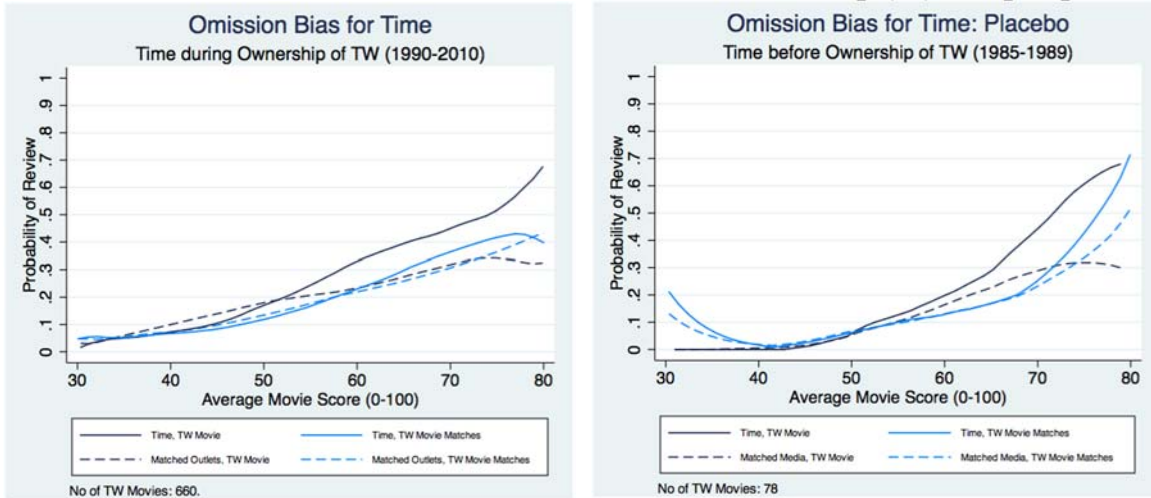 Omission Bias for Time
Time during Ownership of TW (1990-2010)
Probability of Review
1
.9
.8
.7
.6
.5
.4
.3
.2
.1
0
30 40 50 60 70 80
Average Movie Score (0-100)
Time, TW Movie
Time, TW Movie Matches
Matched Outlets, TW Movie
Matched Outlets, TW Movie Matches
No of TW Movies: 660.
Omission Bias for Time: Placebo
Time before Ownership of TW (1985-1989)
Probability of Review
1
.9
.8
.7
.6
.5
.4
.3
.2
.1
0
30 40 50 60 70 80
Average Movie Score (0-100)
Time, TW Movie
Time, TW Movie Matches
Matched Media, TW Movie
Matched Media, TW Movie Matches
No of TW Movies: 78